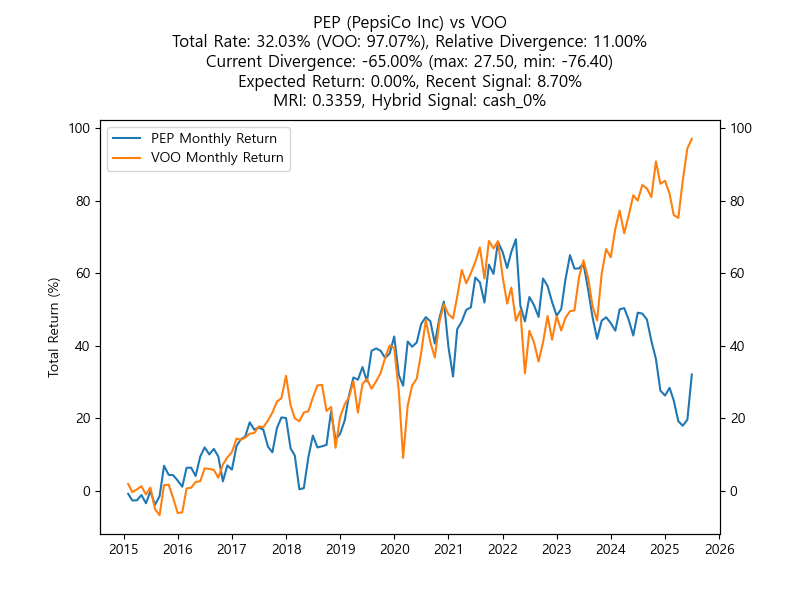 PEP (PepsiCo Inc) vs VOO
Total Rate: 32.03% (VOO: 97.07%), Relative Divergence: 11.00%
Current Divergence: -65.00% (max: 27.50, min: -76.40)
Expected Return: 0.00%, Recent Signal: 8.70%
MRI: 0.3359, Hybrid Signal: cash_0%
PEP Monthly Return
VOO Monthly Return
Total Return (%)
100
80
60
40
20
0
100
80
60
40
20
0
2015 2016 2017 2018 2019 2020 2021 2022 2023 2024 2025 2026